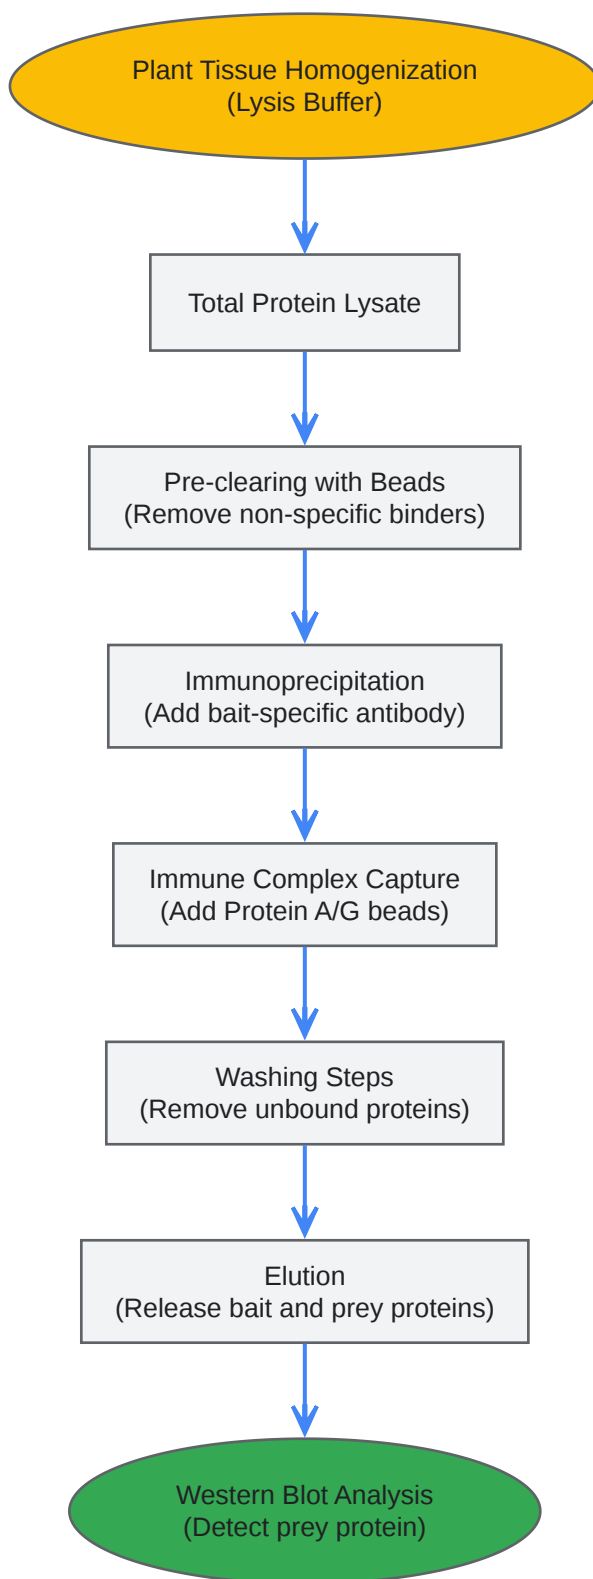 Plant Tissue Homogenization
(Lysis Buffer)
Total Protein Lysate
Pre-clearing with Beads
(Remove non-specific binders)
Immunoprecipitation
(Add bait-specific antibody)
Immune Complex Capture
(Add Protein A/G beads)
Washing Steps
(Remove unbound proteins)
Elution
(Release bait and prey proteins)
Western Blot Analysis
(Detect prey protein)